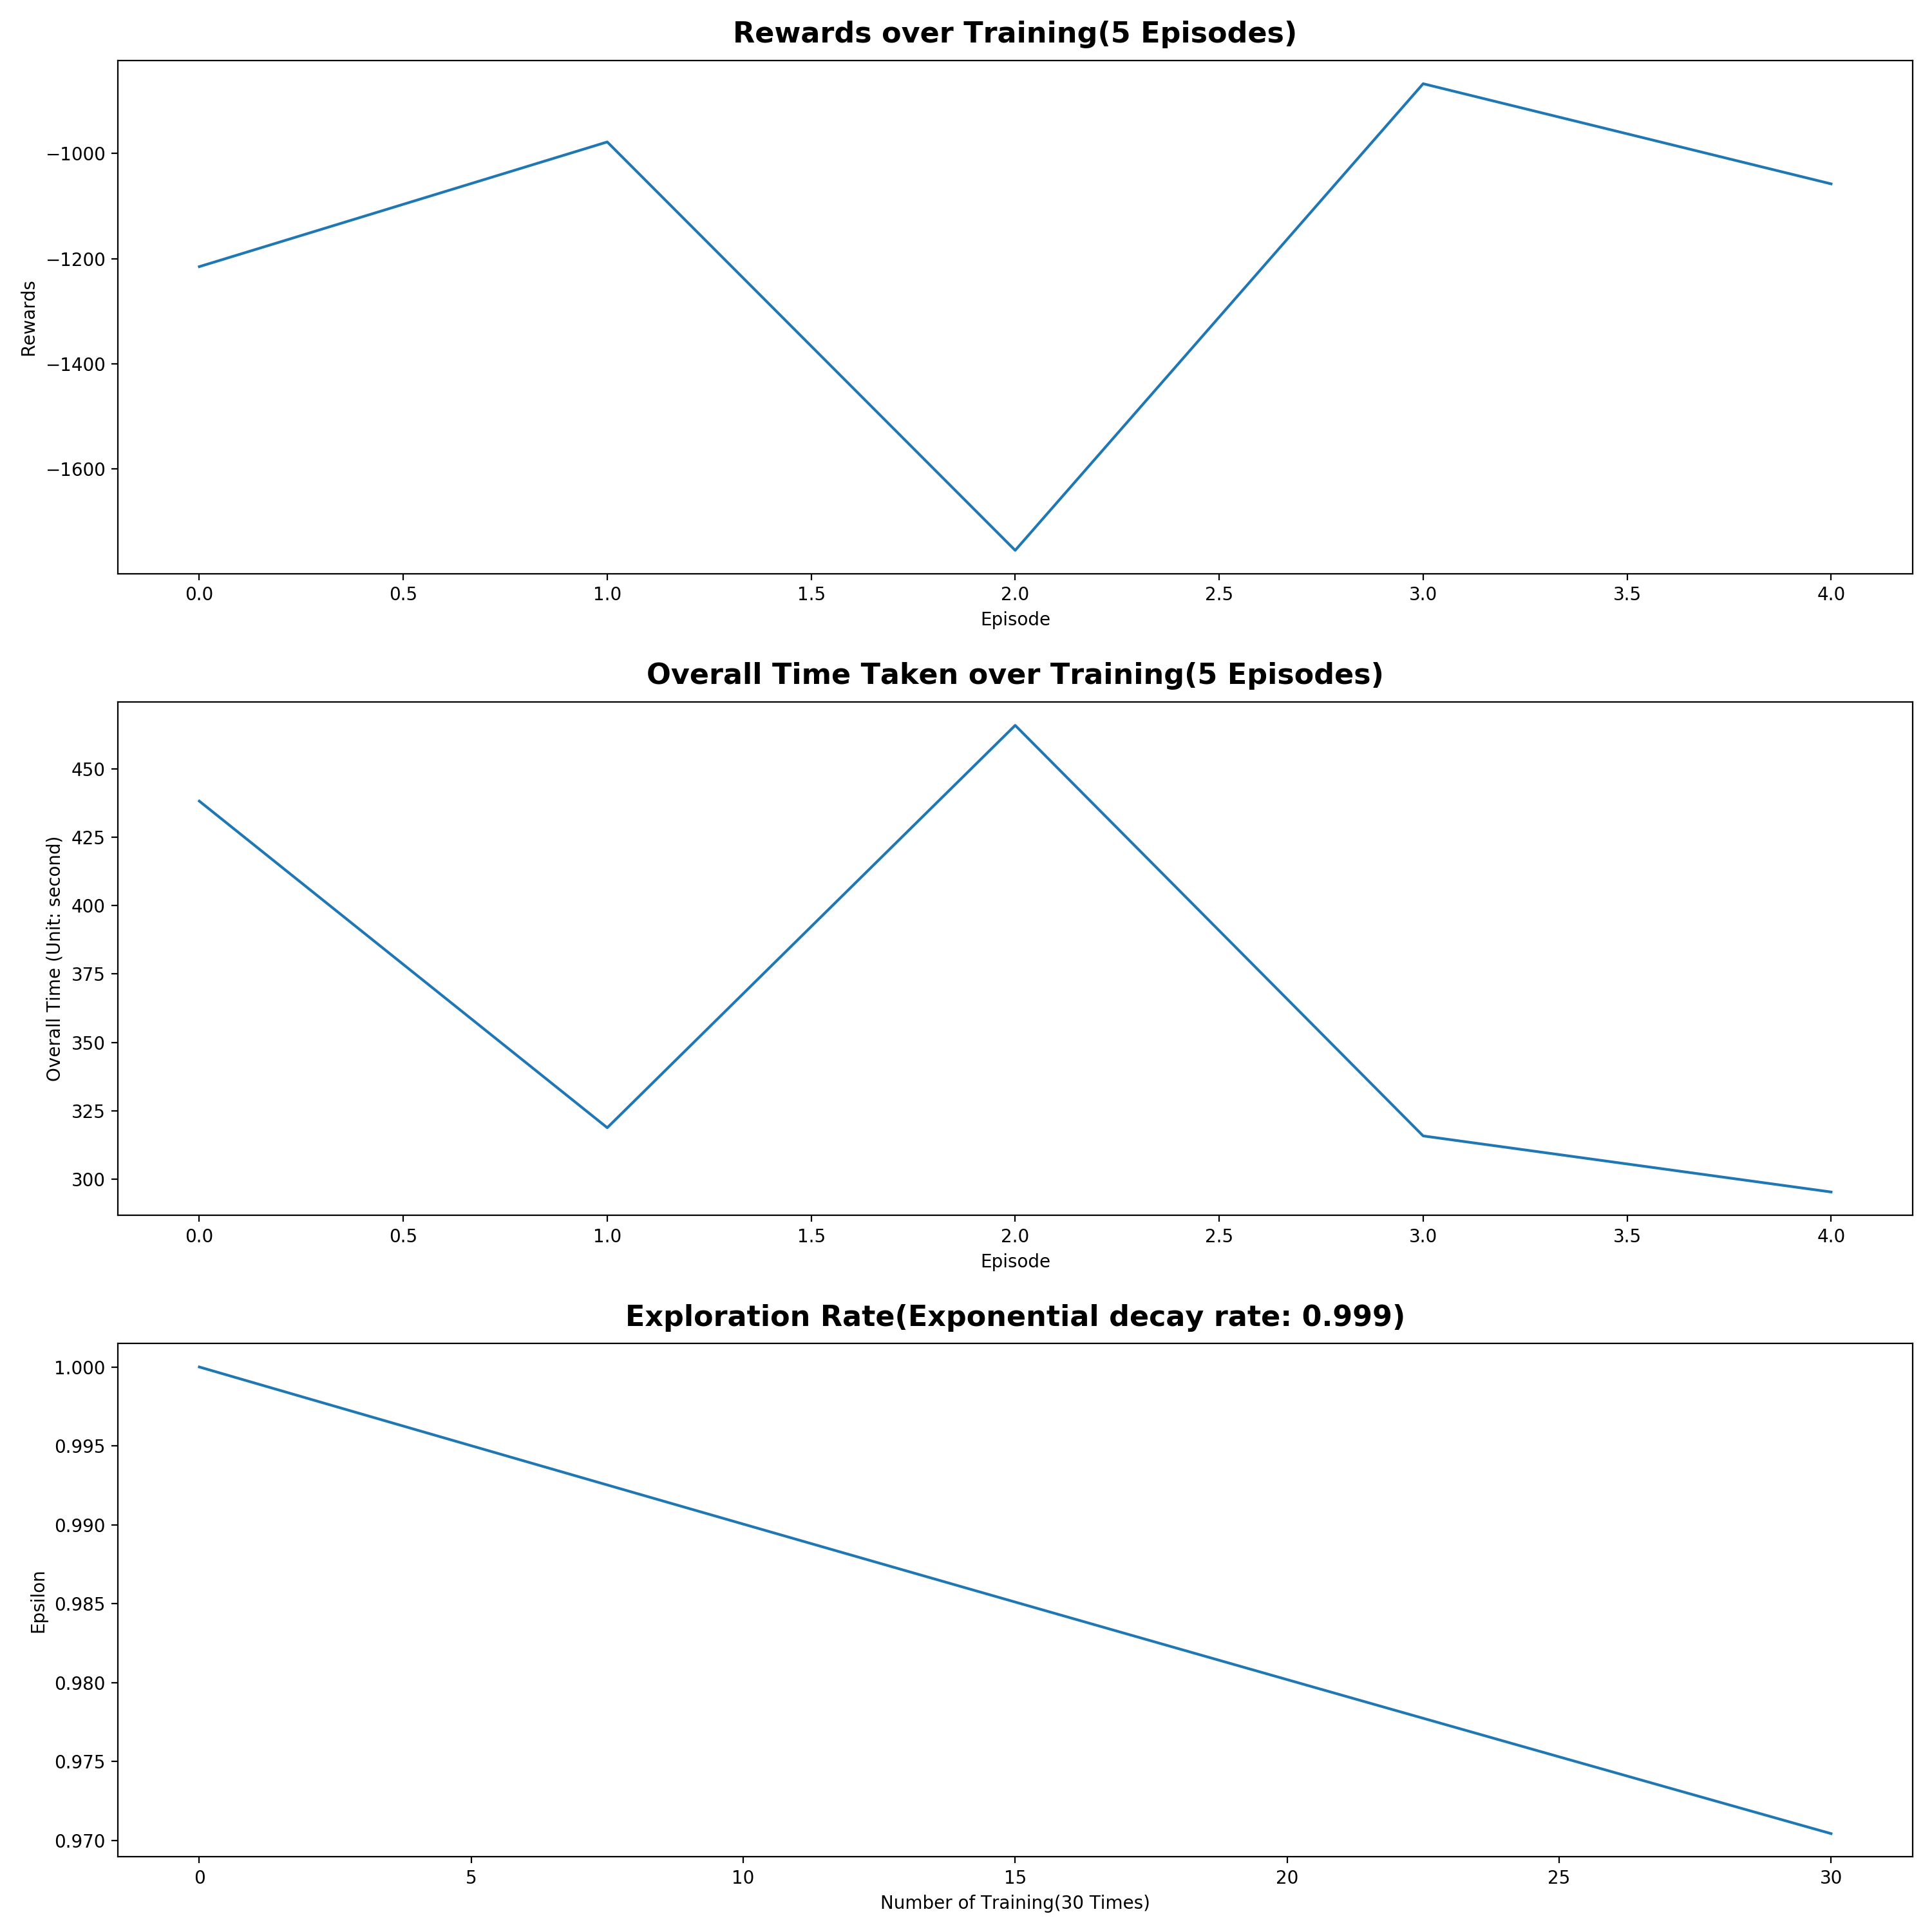 Rewards over Training(5 Episodes)
Rewards
−1000
−1200
−1400
−1600
0.0 0.5 1.0 1.5 2.0 2.5 3.0 3.5 4.0
Episode
Overall Time Taken over Training(5 Episodes)
Overall Time (Unit: second)
450
425
400
375
350
325
300
0.0 0.5 1.0 1.5 2.0 2.5 3.0 3.5 4.0
Episode
Exploration Rate(Exponential decay rate: 0.999)
Epsilon
1.000
0.995
0.990
0.985
0.980
0.975
0.970
0 5 10 15 20 25 30
Number of Training(30 Times)